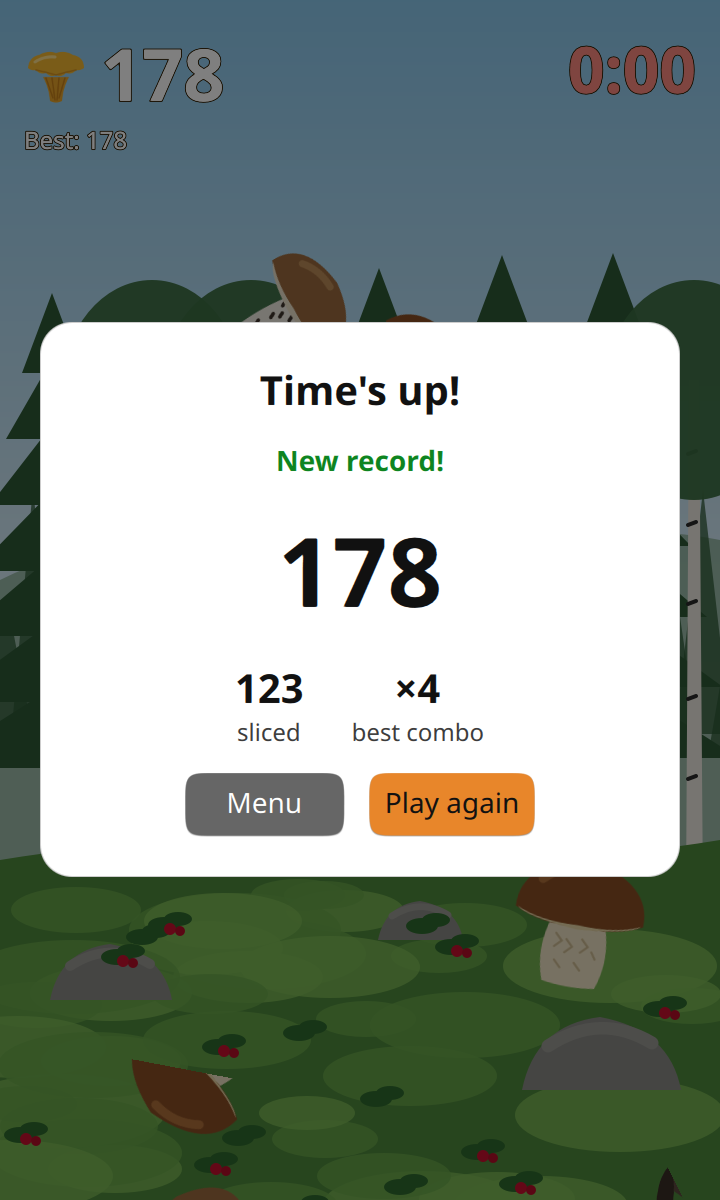 178
0:00
Best: 178
Time's up!
New record!
178
123
×4
sliced
best combo
Menu
Play again